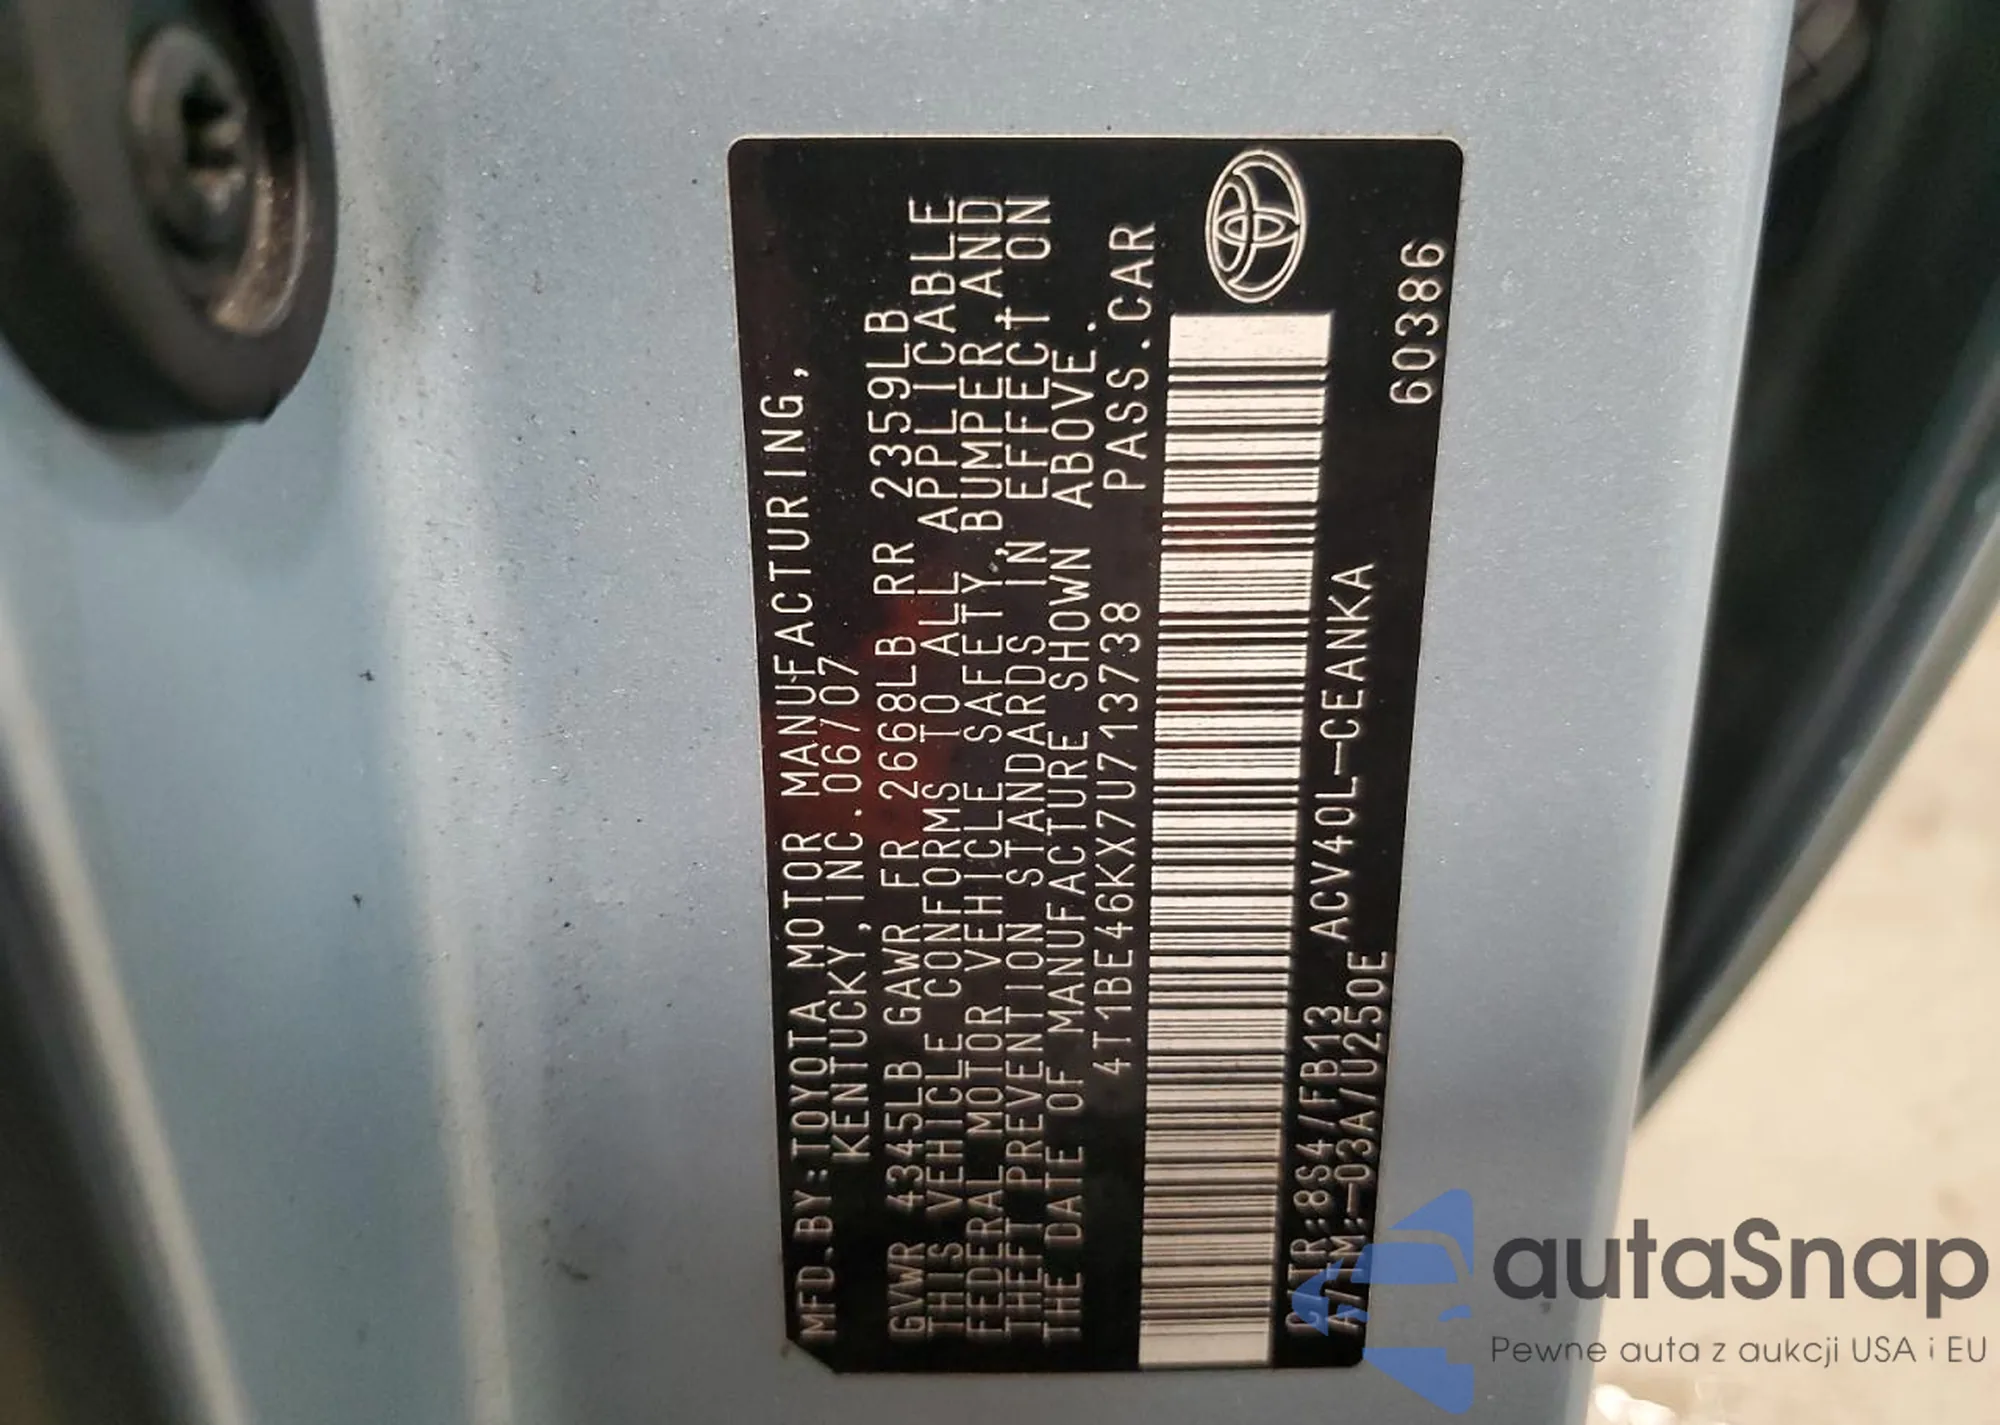 MFD.BY:TOYOTA MOTOR MANUFACTURING,
KENTUCKY,INC.06/07
GVWR 4345LB GAWR FR 2668LB RR 2359LB
THIS VEHICLE CONFORMS TO ALL APPLICABLE
FEDERAL MOTOR VEHICLE SAFETY,BUMPER,AND
THEFT PREVENTION STANDARDS IN EFFECT ON
THE DATE OF MANUFACTURE SHOWN ABOVE.
4T1BE46KX7U713738 PASS.CAR
C/TR:8S4/FB13 ACV40L-CEANKA
A/TM:-03A/U250E 60386
autaSnap
Pewne auta z aukcji USA i EU